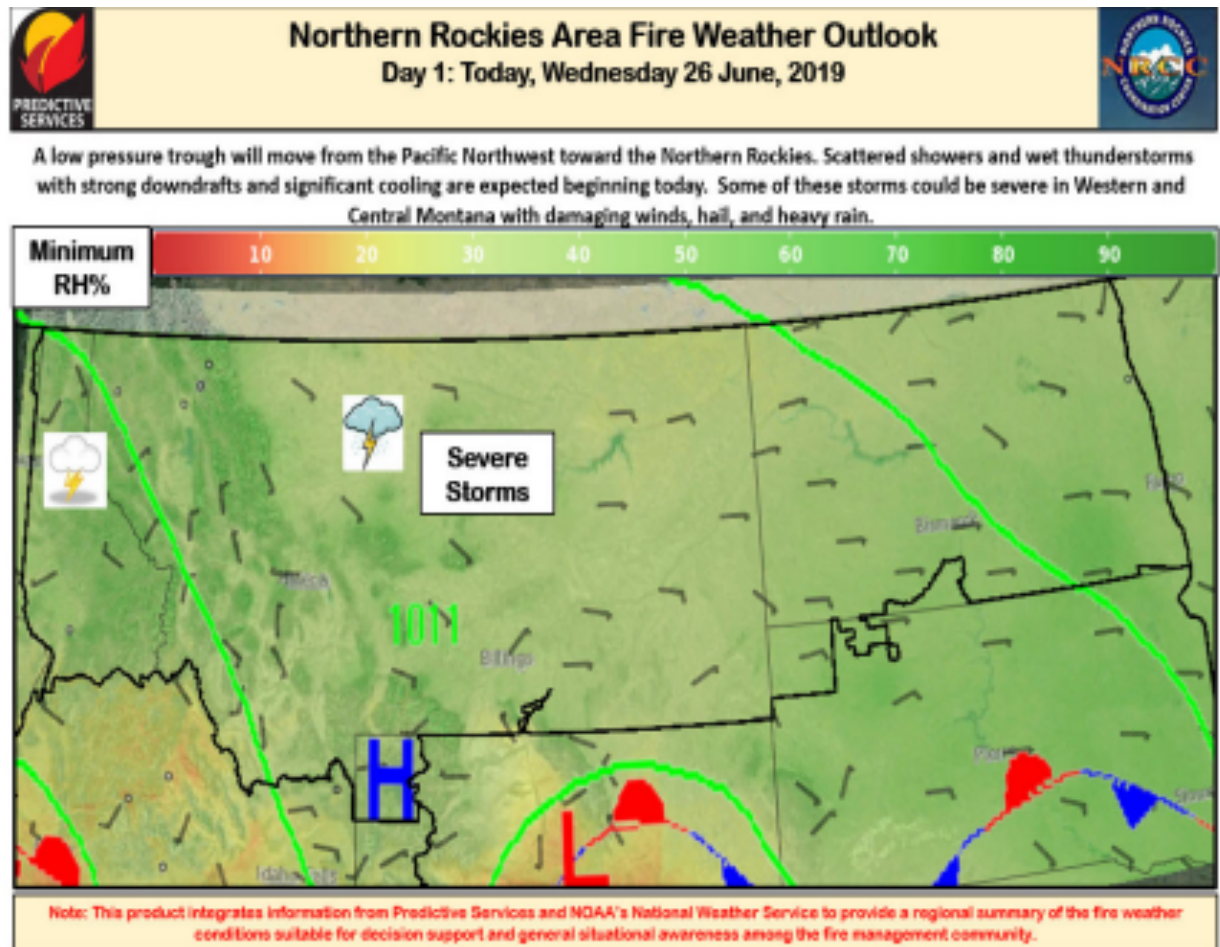 Northern Rockies Area Fire Weather Outlook
Day 1: Today, Wednesday 26 June, 2019
PREDICTIVE
SERVICES
NRCC
A low pressure trough will move from the Pacific Northwest toward the Northern Rockies. Scattered showers and wet thunderstorms
with strong downdrafts and significant cooling are expected beginning today. Some of these storms could be severe in Western and
Central Montana with damaging winds, hail, and heavy rain.
Minimum
RH%
10 20 30 40 50 60 70 80 90
Severe
Storms
Fargo
Bismarck
Helena
1011
Billings
Pierre
H
L
Idaho Falls
Note: This product integrates information from Predictive Services and NOAA's National Weather Service to provide a regional summary of the fire weather
conditions suitable for decision support and general situational awareness among the fire management community.